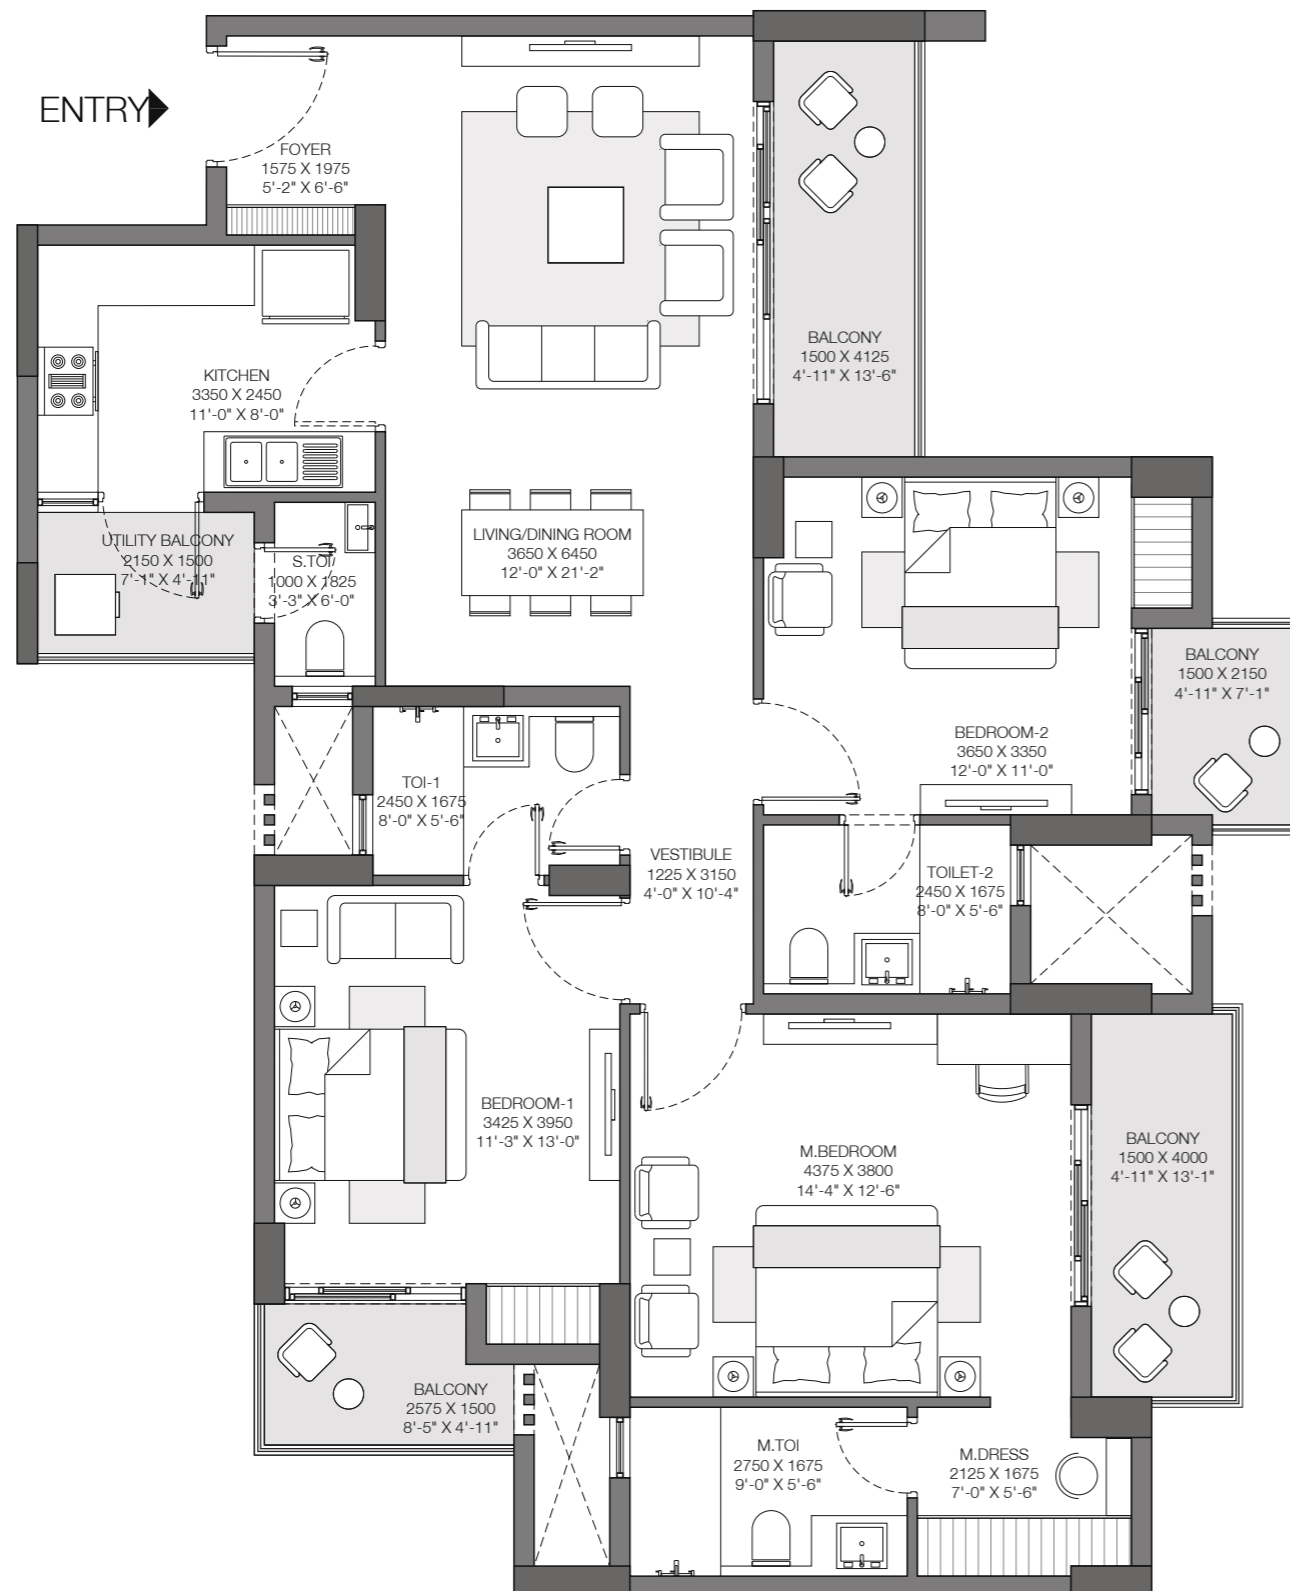 ENTRY
FOYER
1575 X 1975
5'-2" X 6'-6"
BALCONY
1500 X 4125
4'-11" X 13'-6"
KITCHEN
3350 X 2450
11'-0" X 8'-0"
LIVING/DINING ROOM
3650 X 6450
12'-0" X 21'-2"
UTILITY BALCONY
2150 X 1500
7'-1" X 4'-11"
S.TOI
1000 X 1825
3'-3" X 6'-0"
BALCONY
1500 X 2150
4'-11" X 7'-1"
BEDROOM-2
3650 X 3350
12'-0" X 11'-0"
TOI-1
2450 X 1675
8'-0" X 5'-6"
VESTIBULE
1225 X 3150
4'-0" X 10'-4"
TOILET-2
2450 X 1675
8'-0" X 5'-6"
BEDROOM-1
3425 X 3950
11'-3" X 13'-0"
M.BEDROOM
4375 X 3800
14'-4" X 12'-6"
BALCONY
1500 X 4000
4'-11" X 13'-1"
BALCONY
2575 X 1500
8'-5" X 4'-11"
M.TOI
2750 X 1675
9'-0" X 5'-6"
M.DRESS
2125 X 1675
7'-0" X 5'-6"